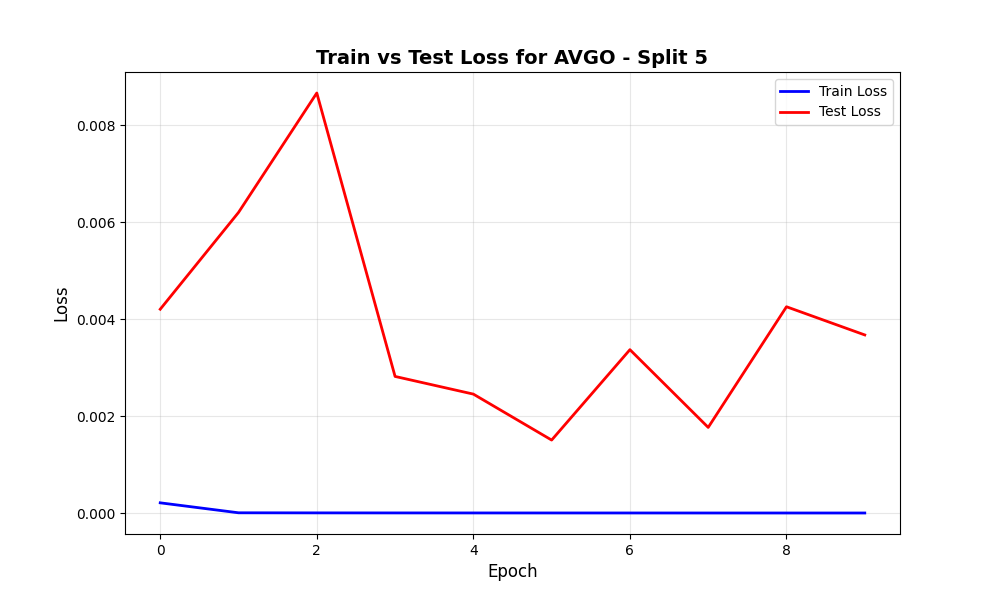 Train vs Test Loss for AVGO - Split 5
Train Loss
Test Loss
0.008
0.006
0.004
0.002
0.000
Loss
0 2 4 6 8
Epoch